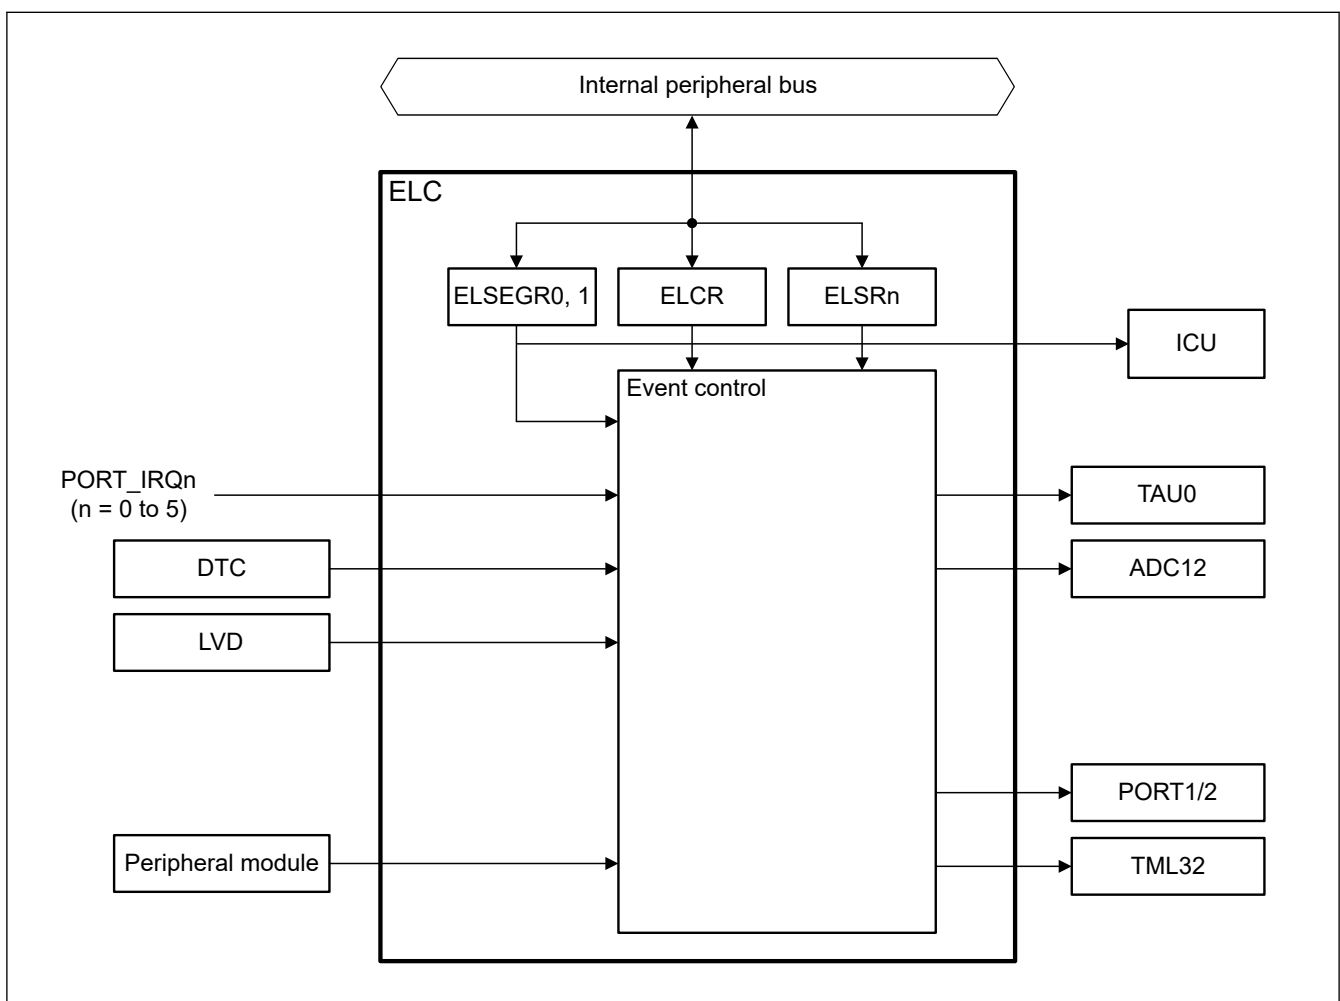 Internal peripheral bus
ELC
ELSEGR0, 1
ELCR
ELSRn
ICU
Event control
PORT_IRQn
(n = 0 to 5)
TAU0
DTC
ADC12
LVD
PORT1/2
Peripheral module
TML32